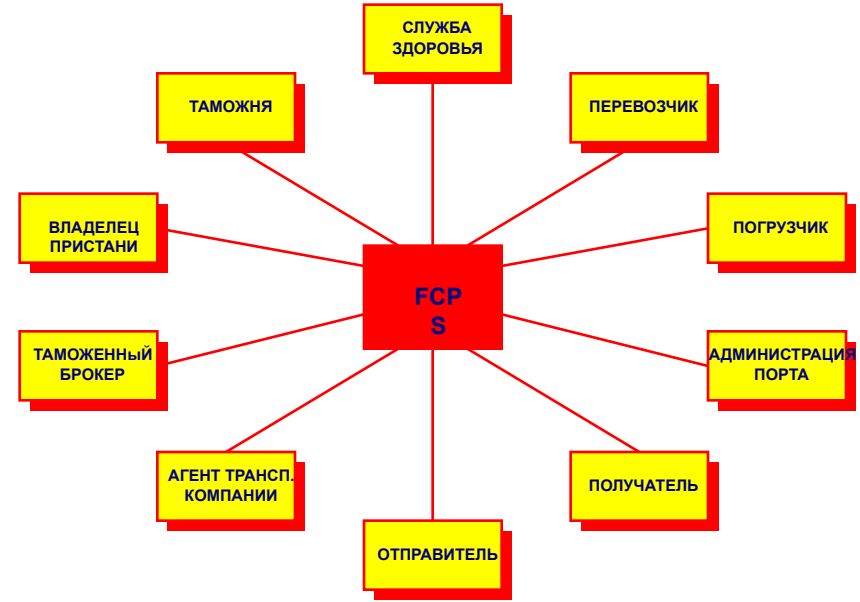 СЛУЖБА
ЗДОРОВЬЯ
ТАМОЖНЯ
ПЕРЕВОЗЧИК
ВЛАДЕЛЕЦ
ПРИСТАНИ
ПОГРУЗЧИК
FCP
S
ТАМОЖЕННыЙ
БРОКЕР
АДМИНИСТРАЦИЯ
ПОРТА
АГЕНТ ТРАНСП.
КОМПАНИИ
ПОЛУЧАТЕЛЬ
ОТПРАВИТЕЛЬ